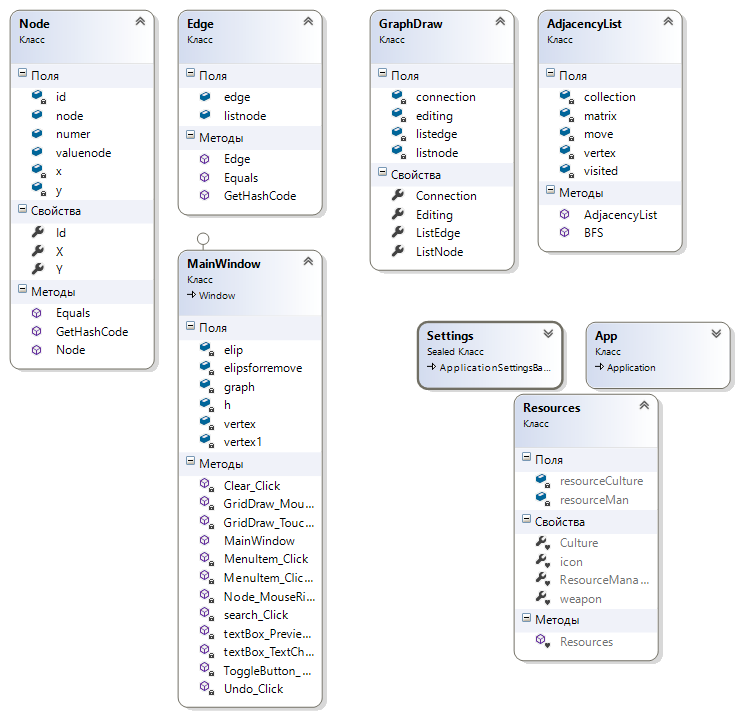 Node
Класс
Поля
id
node
numer
valuenode
x
y
Свойства
Id
X
Y
Методы
Equals
GetHashCode
Node
Edge
Класс
Поля
edge
listnode
Методы
Edge
Equals
GetHashCode
GraphDraw
Класс
Поля
connection
editing
listedge
listnode
Свойства
Connection
Editing
ListEdge
ListNode
AdjacencyList
Класс
Поля
collection
matrix
move
vertex
visited
Методы
AdjacencyList
BFS
MainWindow
Класс
Window
Поля
elip
elipsforremove
graph
h
vertex
vertex1
Методы
Clear_Click
GridDraw_Mou...
GridDraw_Touc...
MainWindow
MenuItem_Click
MenuItem_Clic...
Node_MouseRi...
search_Click
textBox_Previe...
textBox_TextCh...
ToggleButton_...
Undo_Click
Settings
Sealed Класс
ApplicationSettingsBa...
App
Класс
Application
Resources
Класс
Поля
resourceCulture
resourceMan
Свойства
Culture
icon
ResourceMana...
weapon
Методы
Resources